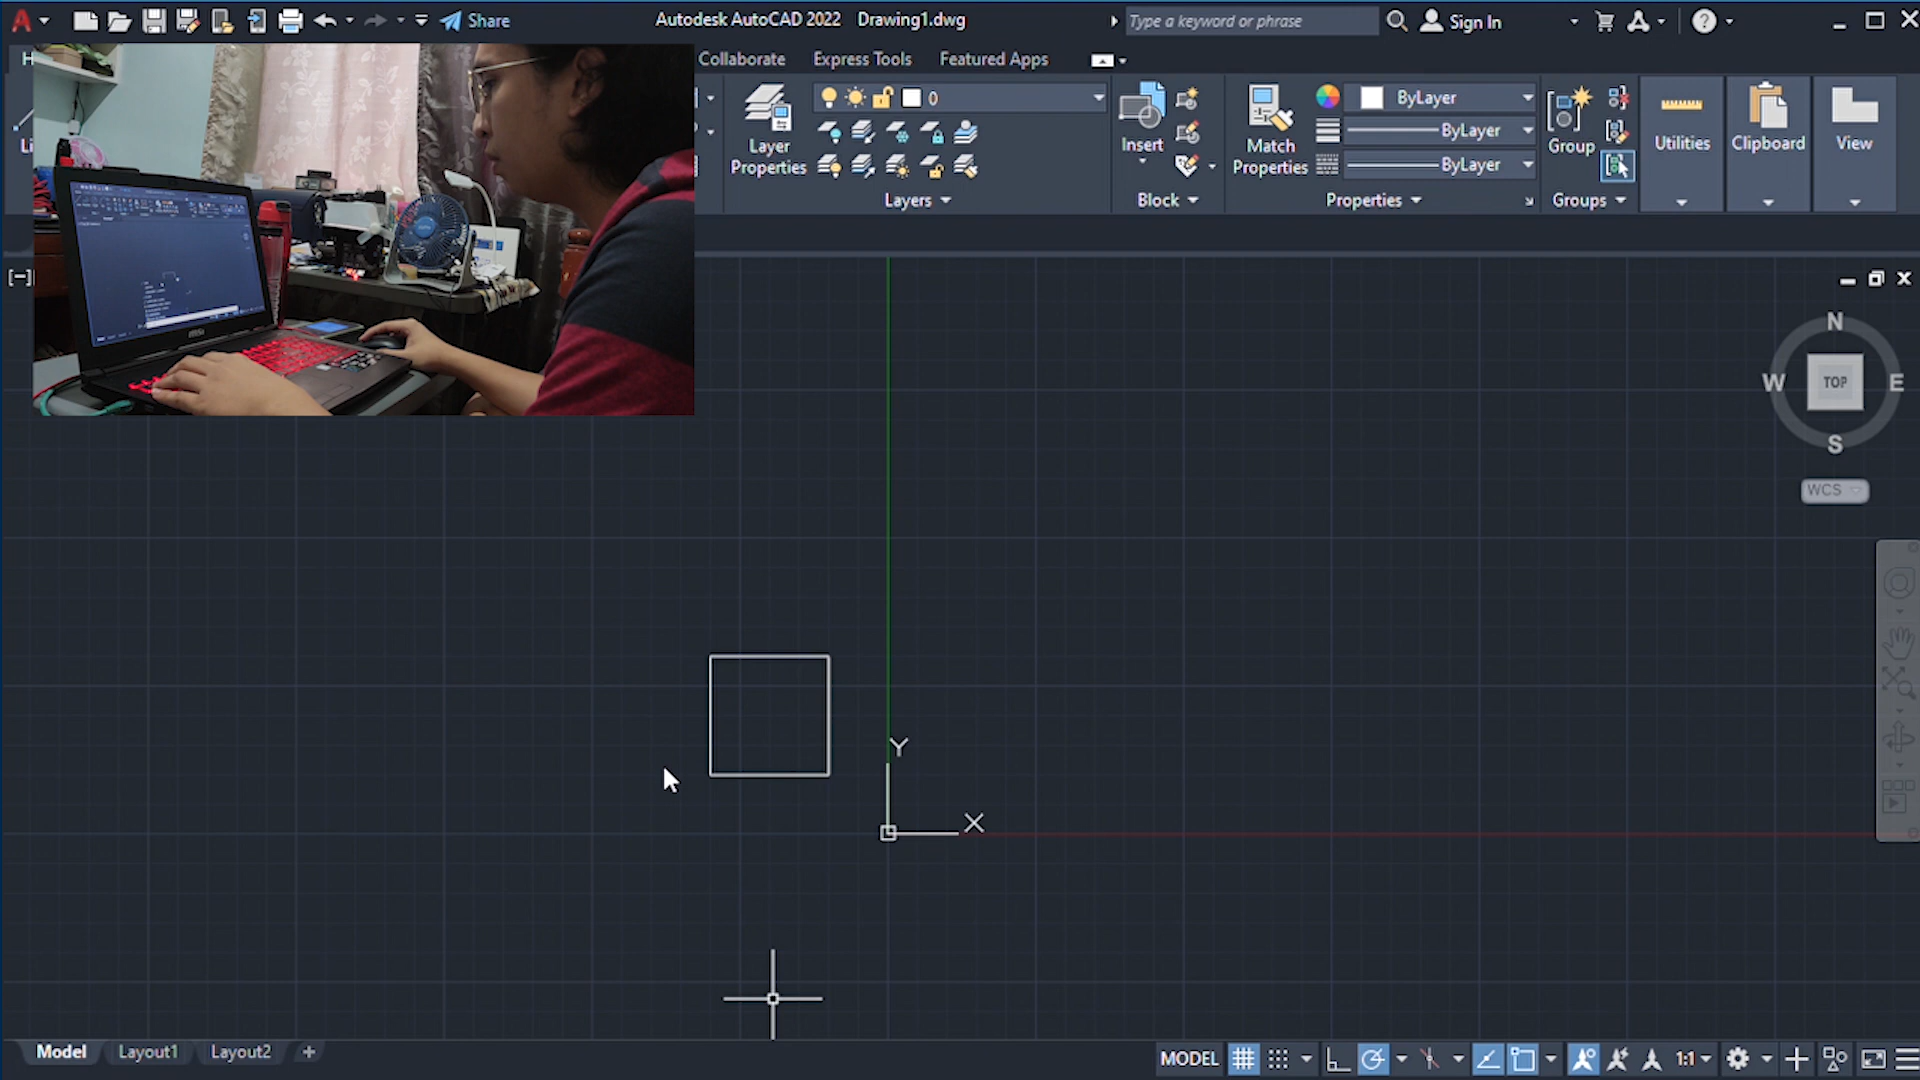 Share
Autodesk AutoCAD 2022 Drawing1.dwg
Type a keyword or phrase
Sign In
Collaborate
Express Tools
Featured Apps
H
Li
Layer
Properties
0
Layers
Insert
Block
Match
Properties
ByLayer
ByLayer
ByLayer
Properties
Group
Groups
Utilities
Clipboard
View
[−]
N
W
TOP
E
S
WCS
Y
X
Model
Layout1
Layout2
+
MODEL
1:1